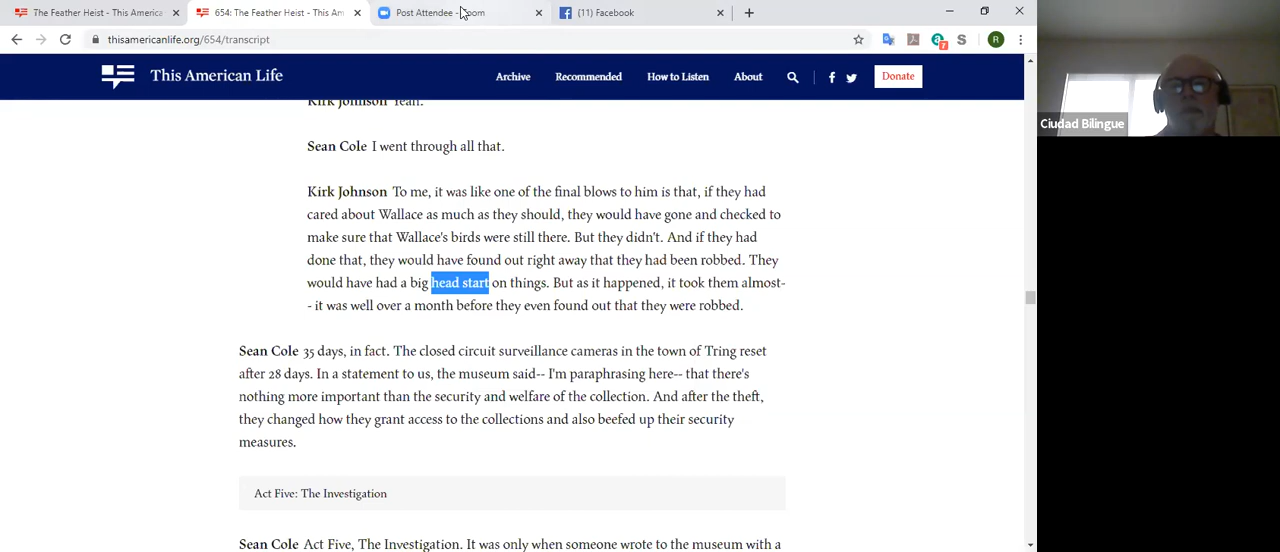 The Feather Heist - This America
654: The Feather Heist - This Am
Post Attendee - Zoom
(11) Facebook
thisamericanlife.org/654/transcript
7
R
This American Life
Archive
Recommended
How to Listen
About
Donate
Kirk Johnson Yeah.
Sean Cole I went through all that.
Kirk Johnson To me, it was like one of the final blows to him is that, if they had
cared about Wallace as much as they should, they would have gone and checked to
make sure that Wallace's birds were still there. But they didn't. And if they had
done that, they would have found out right away that they had been robbed. They
would have had a big head start on things. But as it happened, it took them almost-
- it was well over a month before they even found out that they were robbed.
Sean Cole 35 days, in fact. The closed circuit surveillance cameras in the town of Tring reset
after 28 days. In a statement to us, the museum said-- I'm paraphrasing here-- that there's
nothing more important than the security and welfare of the collection. And after the theft,
they changed how they grant access to the collections and also beefed up their security
measures.
Act Five: The Investigation
Sean Cole Act Five, The Investigation. It was only when someone wrote to the museum with a
Ciudad Bilingue